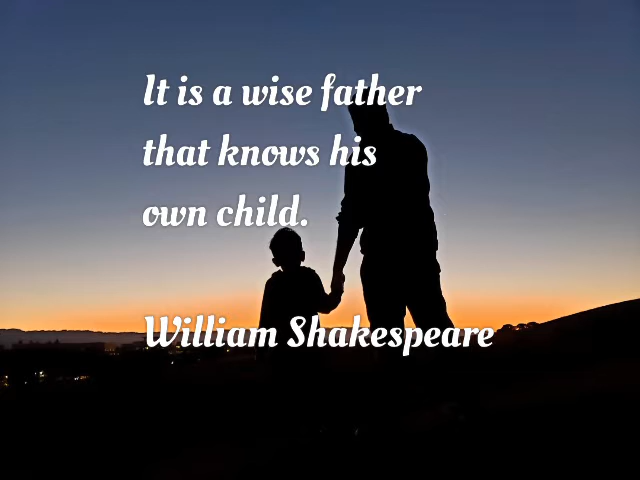 It is a wise father
that knows his
own child.
William Shakespeare